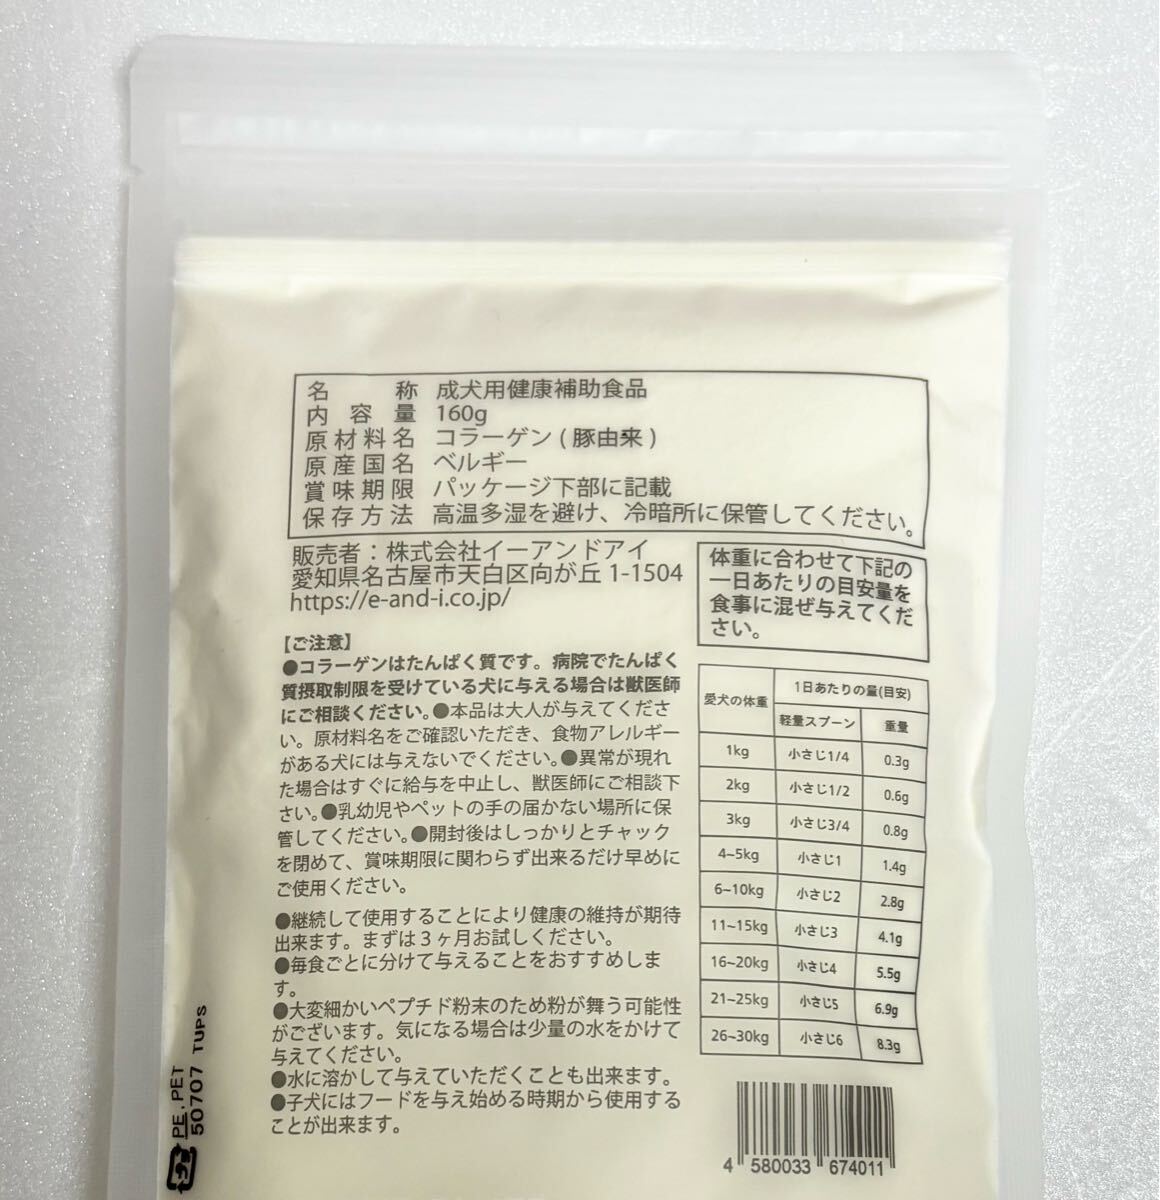 名称 成犬用健康補助食品
内容量 160g
原材料名 コラーゲン(豚由来)
原産国名 ベルギー
賞味期限 パッケージ下部に記載
保存方法 高温多湿を避け、冷暗所に保管してください。
販売者：株式会社イーアンドアイ
愛知県名古屋市天白区向が丘1-1504
https://e-and-i.co.jp/
体重に合わせて下記の
一日あたりの目安量を
食事に混ぜ与えてくだ
さい。
【ご注意】
●コラーゲンはたんぱく質です。病院でたんぱく
質摂取制限を受けている犬に与える場合は獣医師
にご相談ください。●本品は大人が与えてくださ
い。原材料名をご確認いただき、食物アレルギー
がある犬には与えないでください。●異常が現れ
た場合はすぐに給与を中止し、獣医師にご相談下
さい。●乳幼児やペットの手の届かない場所に保
管してください。●開封後はしっかりとチャック
を閉めて、賞味期限に関わらず出来るだけ早めに
ご使用ください。
●継続して使用することにより健康の維持が期待
出来ます。まずは3ヶ月お試しください。
●毎食ごとに分けて与えることをおすすめしま
す。
●大変細かいペプチド粉末のため粉が舞う可能性
がございます。気になる場合は少量の水をかけて
与えてください。
●水に溶かして与えていただくことも出来ます。
●子犬にはフードを与え始める時期から使用する
ことが出来ます。
愛犬の体重 1日あたりの量(目安)
軽量スプーン 重量
1kg 小さじ1/4 0.3g
2kg 小さじ1/2 0.6g
3kg 小さじ3/4 0.8g
4~5kg 小さじ1 1.4g
6~10kg 小さじ2 2.8g
11~15kg 小さじ3 4.1g
16~20kg 小さじ4 5.5g
21~25kg 小さじ5 6.9g
26~30kg 小さじ6 8.3g
4 580033 674011
プラ
PE,PET
50707 TUPS